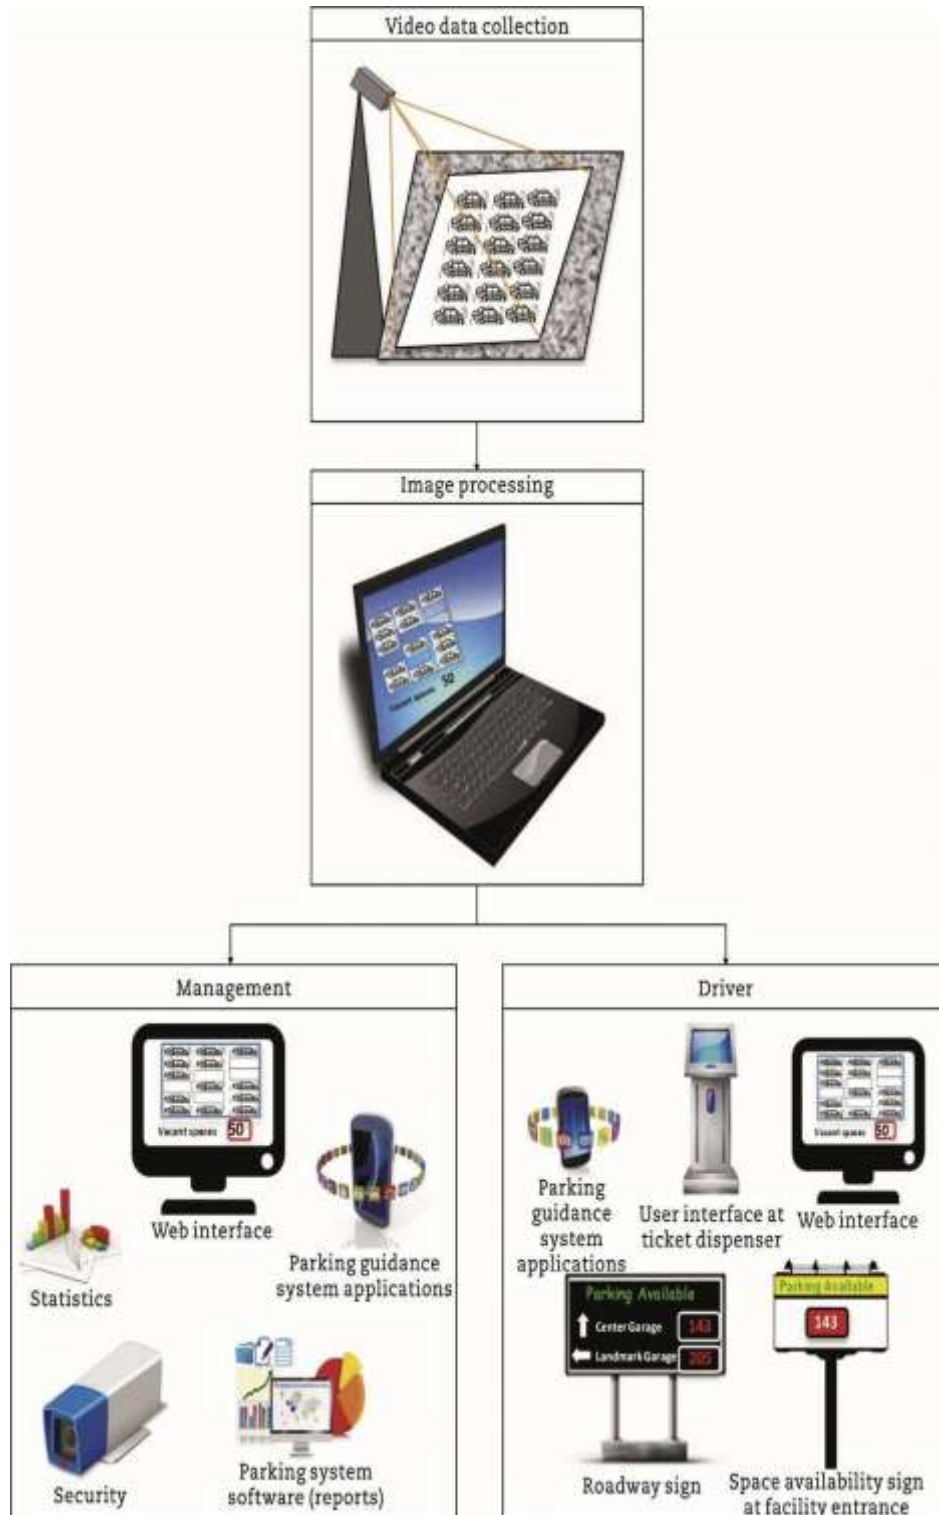 Video data collection
Image processing
Vacant spaces 50
Management
Vacant spaces 50
Web interface
Parking guidance
system applications
Statistics
Security
Parking system
software (reports)
Driver
Parking
guidance
system
applications
User interface at
ticket dispenser
Vacant spaces 50
Web interface
Parking Available
Center Garage 143
Landmark Garage 205
Roadway sign
Parking Available
143
Space availability sign
at facility entrance